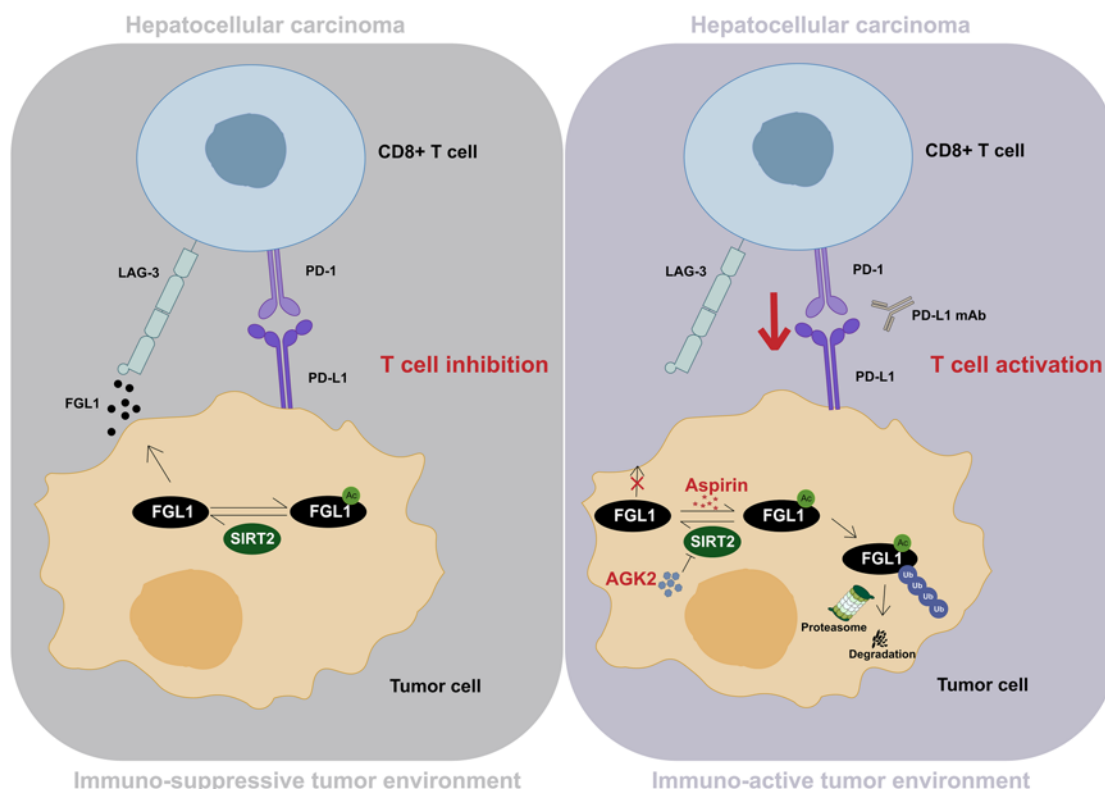 Hepatocellular carcinoma
CD8+ T cell
LAG-3
PD-1
T cell inhibition
PD-L1
FGL1
FGL1
FGL1
Ac
SIRT2
Tumor cell
Immuno-suppressive tumor environment
Hepatocellular carcinoma
CD8+ T cell
LAG-3
PD-1
PD-L1 mAb
T cell activation
PD-L1
Aspirin
FGL1
FGL1
Ac
SIRT2
AGK2
FGL1
Ac
Ub
Ub
Ub
Ub
Proteasome
Degradation
Tumor cell
Immuno-active tumor environment